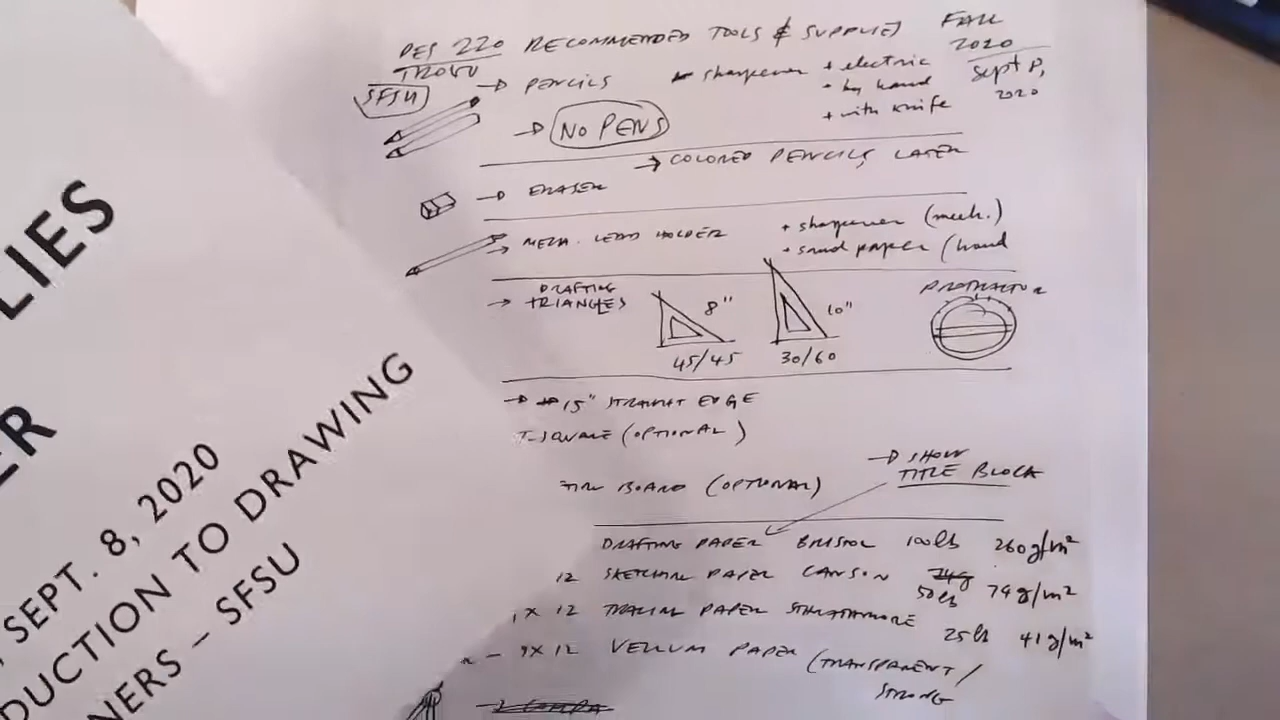 DES 220 RECOMMENDED TOOLS & SUPPLIES FALL 2020
SFSU
Sept 8, 2020
→ PENCILS
sharpener + electric
+ by hand
+ with knife
→ NO PENS
→ COLORED PENCILS LATER
→ ERASER
→ MECH. LEAD HOLDER
+ sharpener (mech.)
+ sand paper (hand
→ DRAFTING TRIANGLES
8"
45/45
10"
30/60
PROTRACTOR
→ 15" STRAIGHT EDGE
T-SQUARE (OPTIONAL)
BOARD (OPTIONAL)
→ SHOW
TITLE BLOCK
DRAFTING PAPER BRISTOL 100lb 260g/m²
12 SKETCHING PAPER CANSON 50lb 74g/m²
x 12 TRACING PAPER STRATHMORE 25lb 41g/m²
9x12 VELLUM PAPER (TRANSPARENT/
STRONG
LIES
ER
SEPT. 8, 2020
DUCTION TO DRAWING
NERS – SFSU